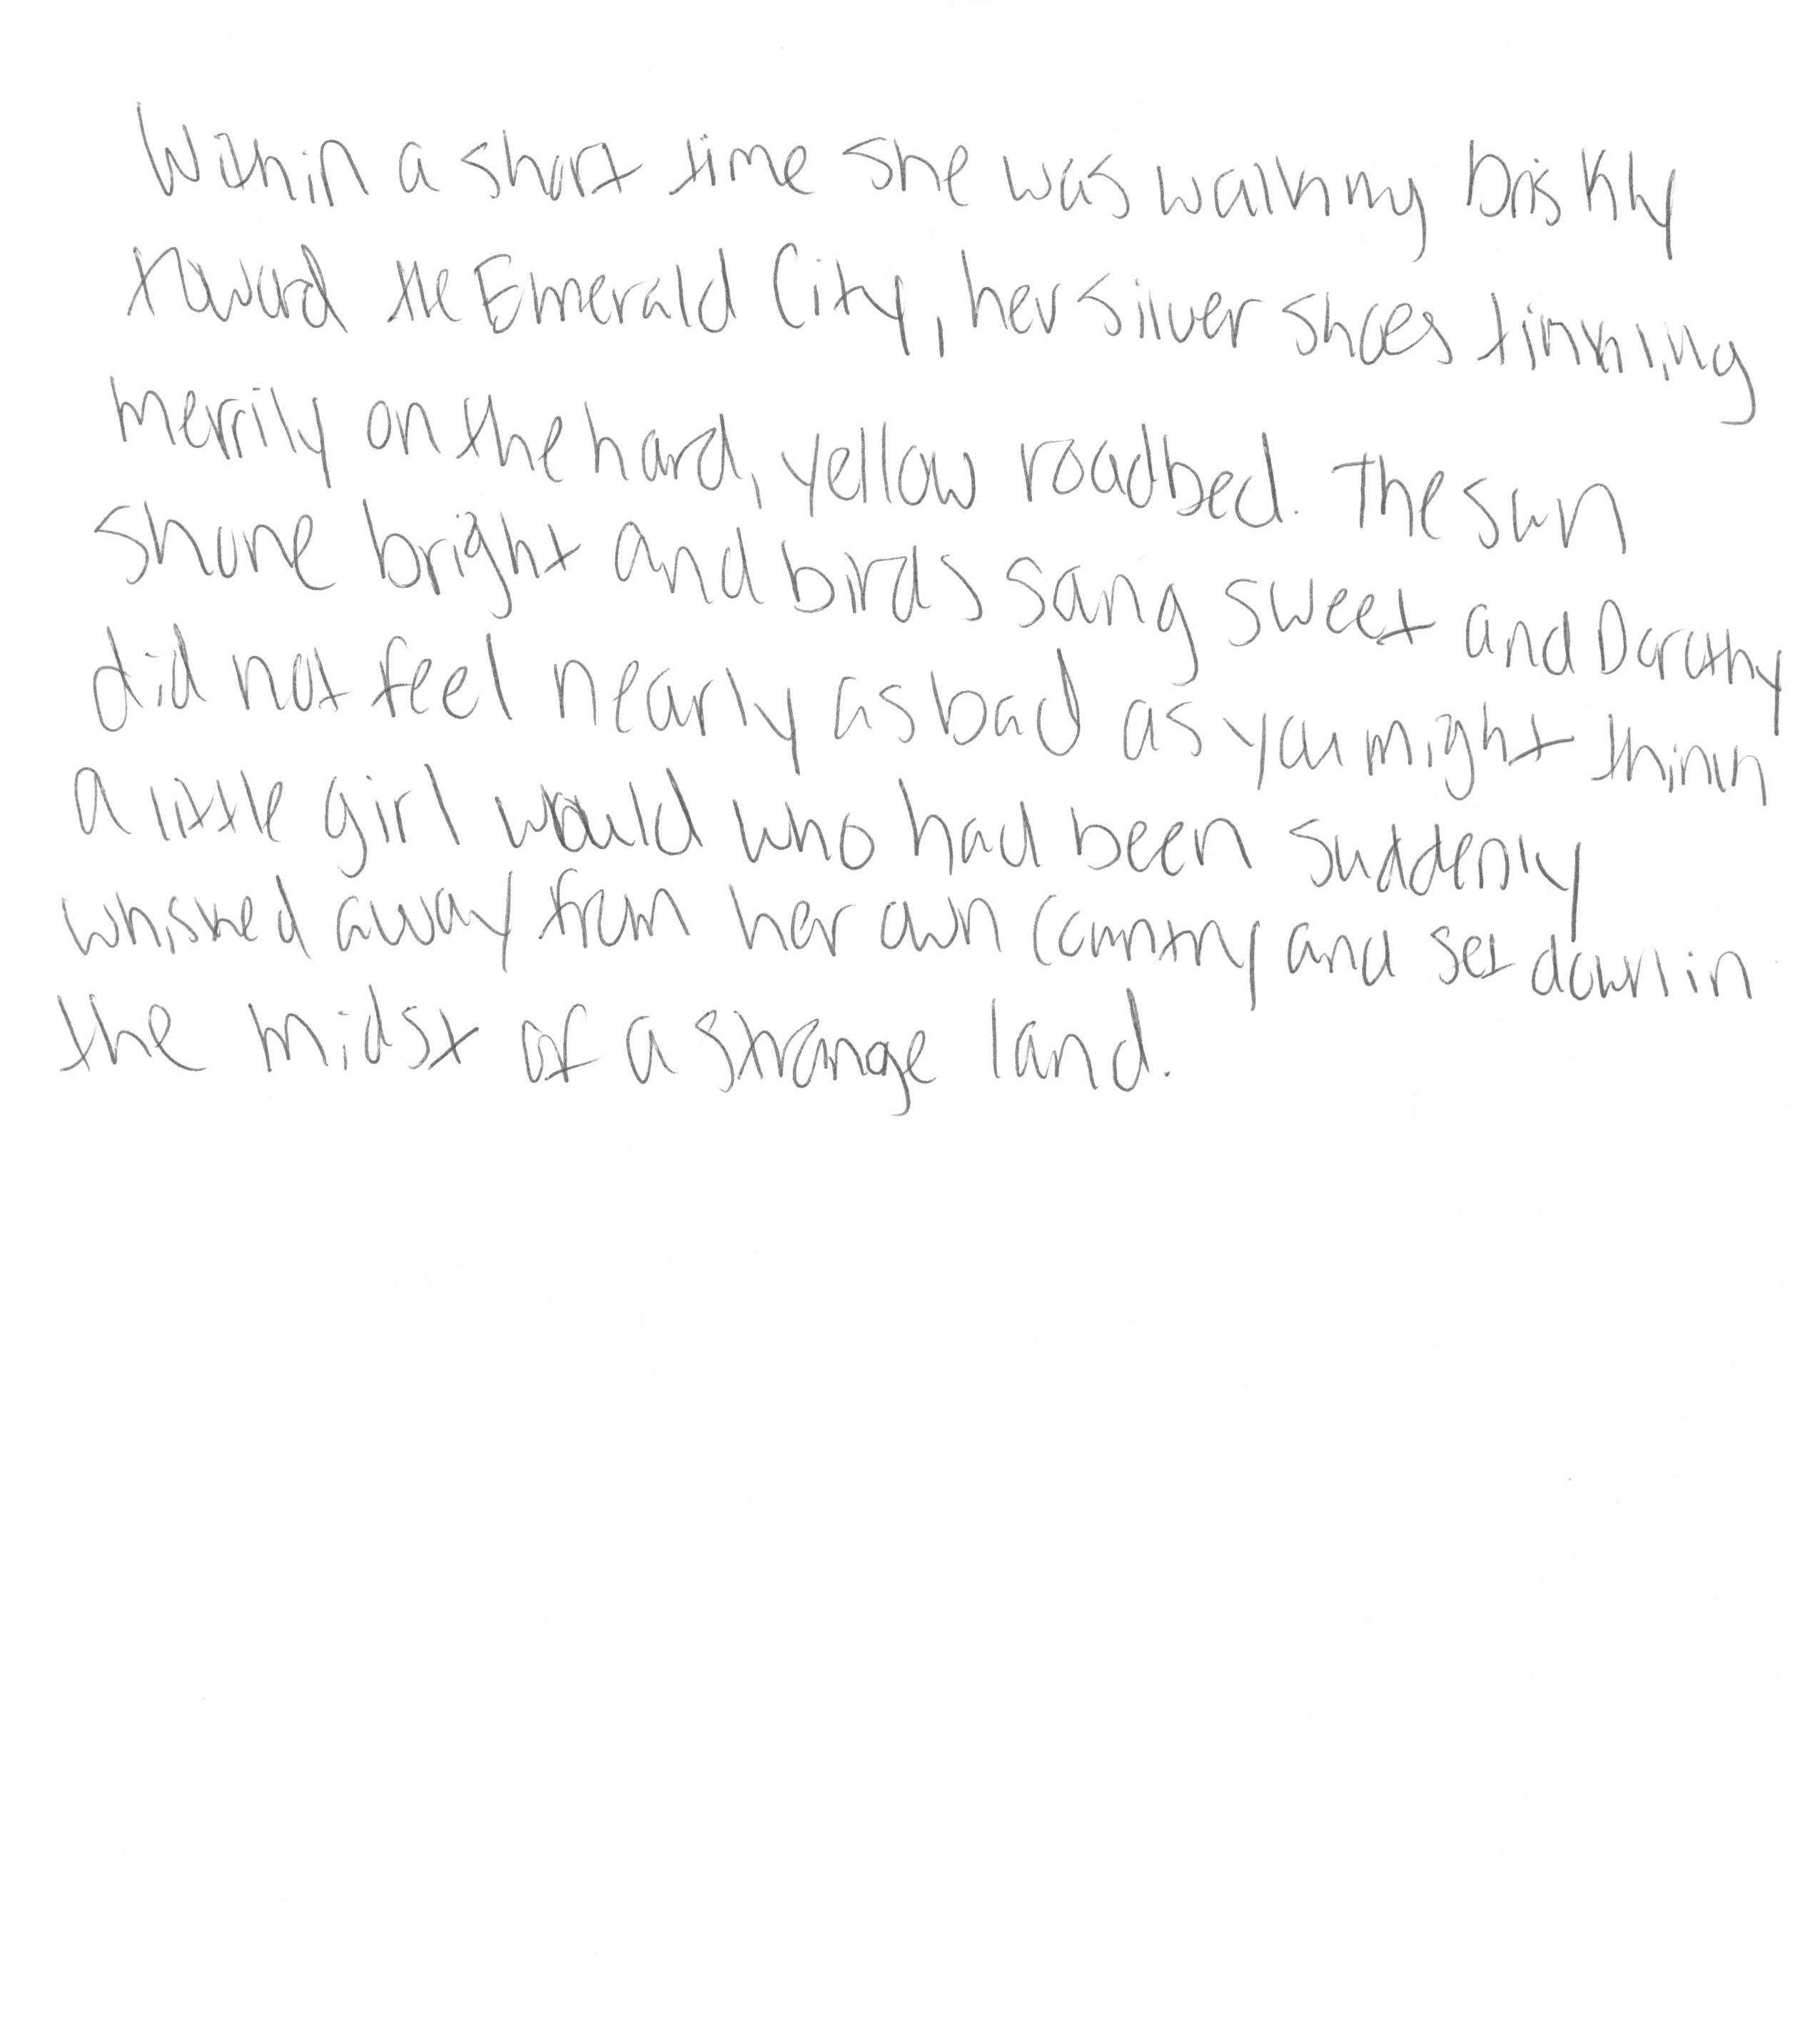 Within a short time she was walking briskly
toward the Emerald City, her silver shoes tinkling
merrily on the hard, yellow roadbed. The sun
shone bright and birds sang sweet and Dorothy
did not feel nearly as bad as you might think
a little girl would who had been suddenly
whisked away from her own country and set down in
the midst of a strange land.